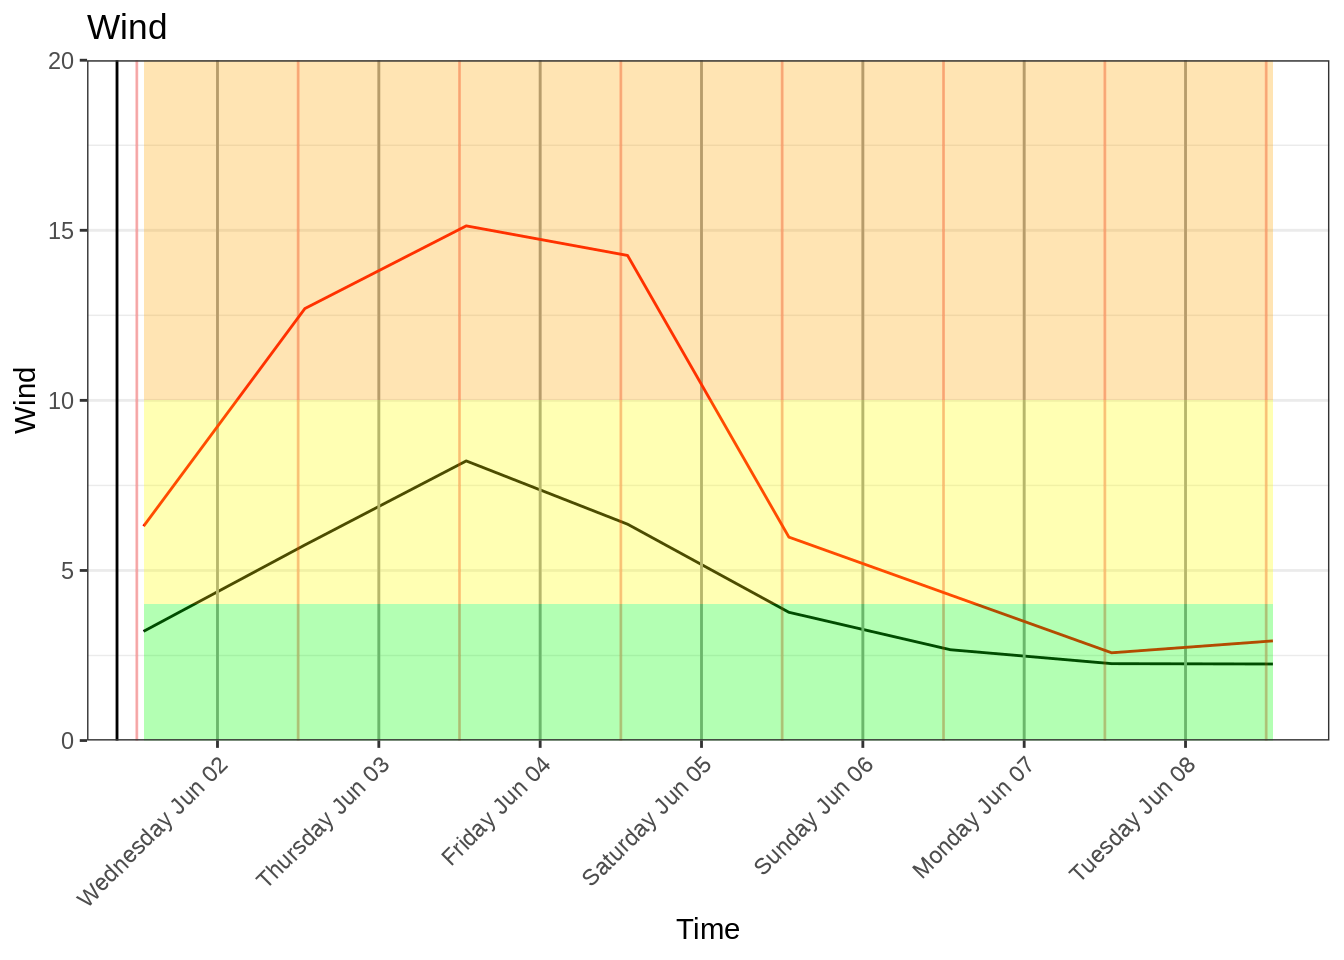 Wind
20
15
10
5
0
Wind
Wednesday Jun 02
Thursday Jun 03
Friday Jun 04
Saturday Jun 05
Sunday Jun 06
Monday Jun 07
Tuesday Jun 08
Time